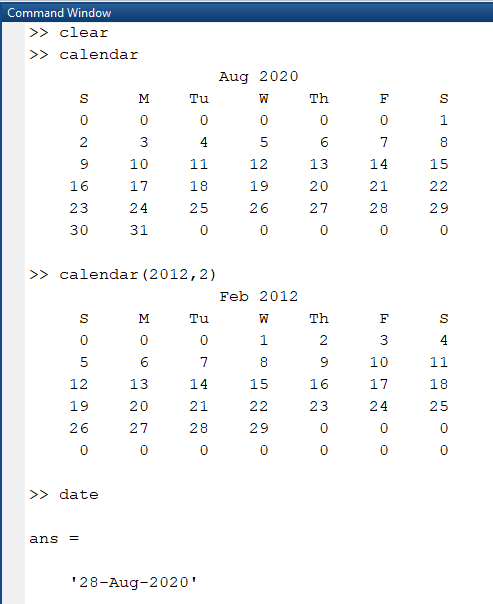 Command Window
>> clear
>> calendar
Aug 2020
S M Tu W Th F S
0 0 0 0 0 0 1
2 3 4 5 6 7 8
9 10 11 12 13 14 15
16 17 18 19 20 21 22
23 24 25 26 27 28 29
30 31 0 0 0 0 0
>> calendar(2012,2)
Feb 2012
S M Tu W Th F S
0 0 0 1 2 3 4
5 6 7 8 9 10 11
12 13 14 15 16 17 18
19 20 21 22 23 24 25
26 27 28 29 0 0 0
0 0 0 0 0 0 0
>> date
ans =
'28-Aug-2020'